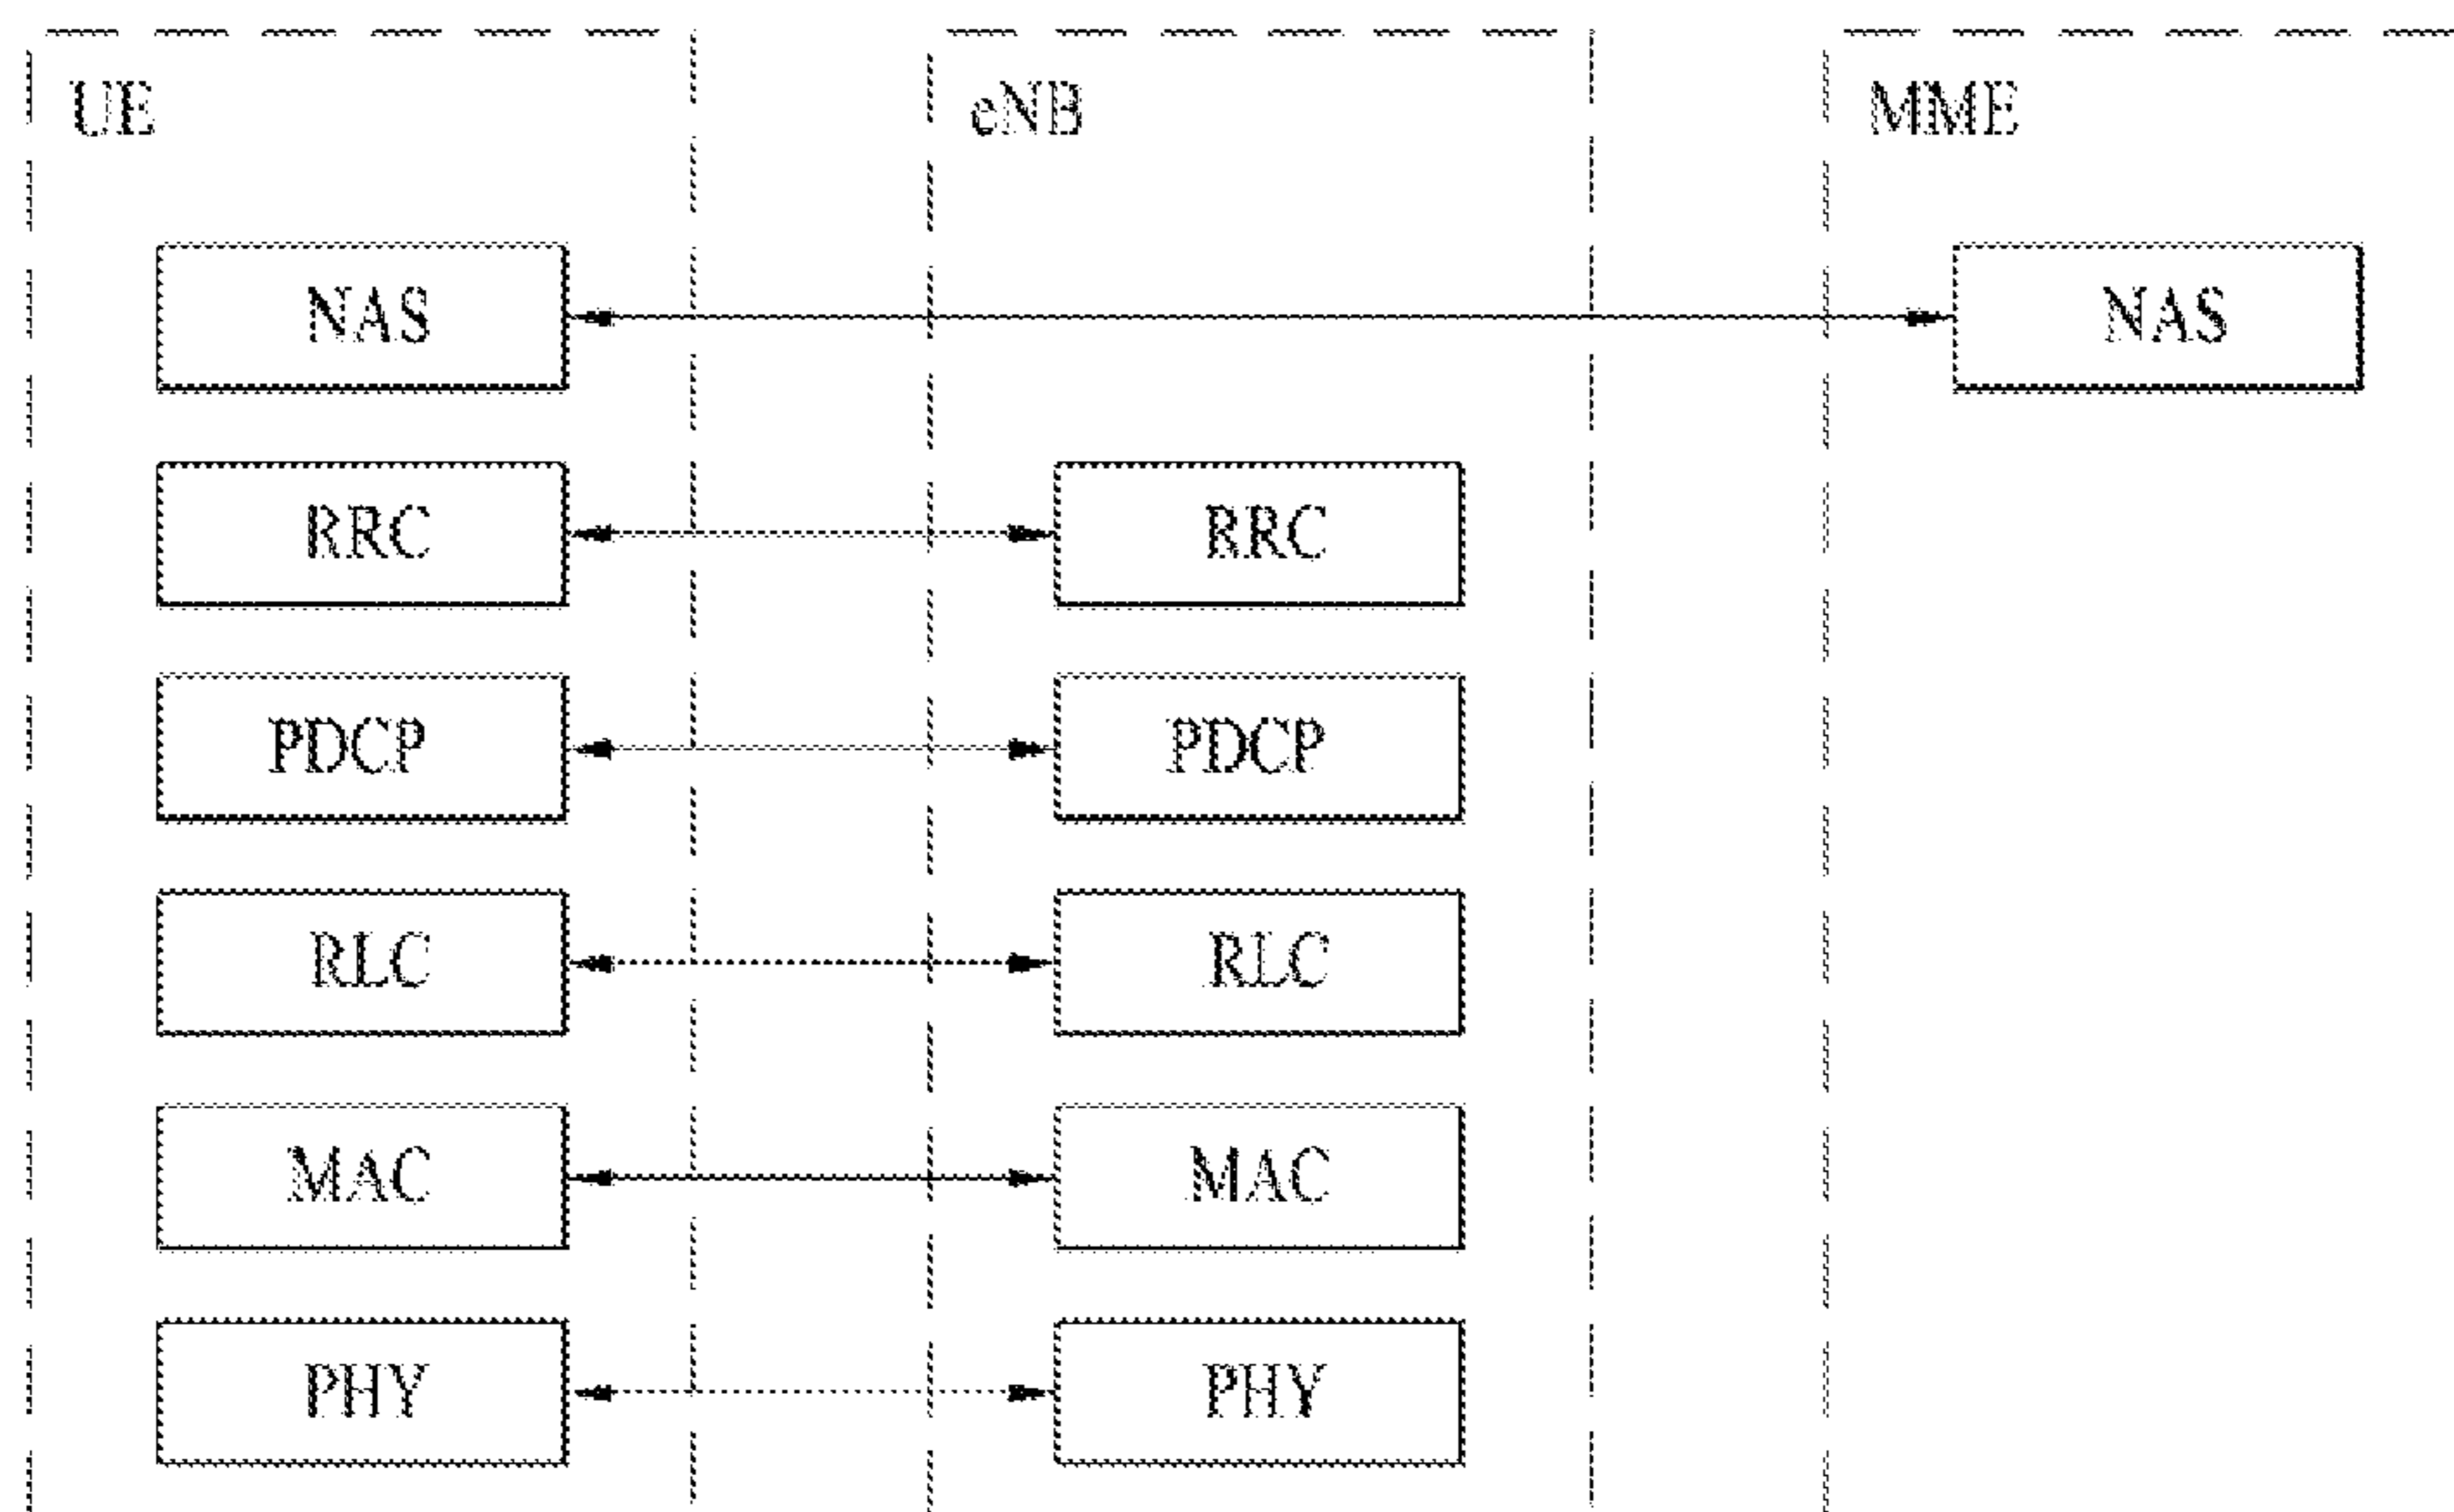 UE eNB MME
NAS NAS
RRC RRC
PDCP PDCP
RLC RLC
MAC MAC
PHY PHY